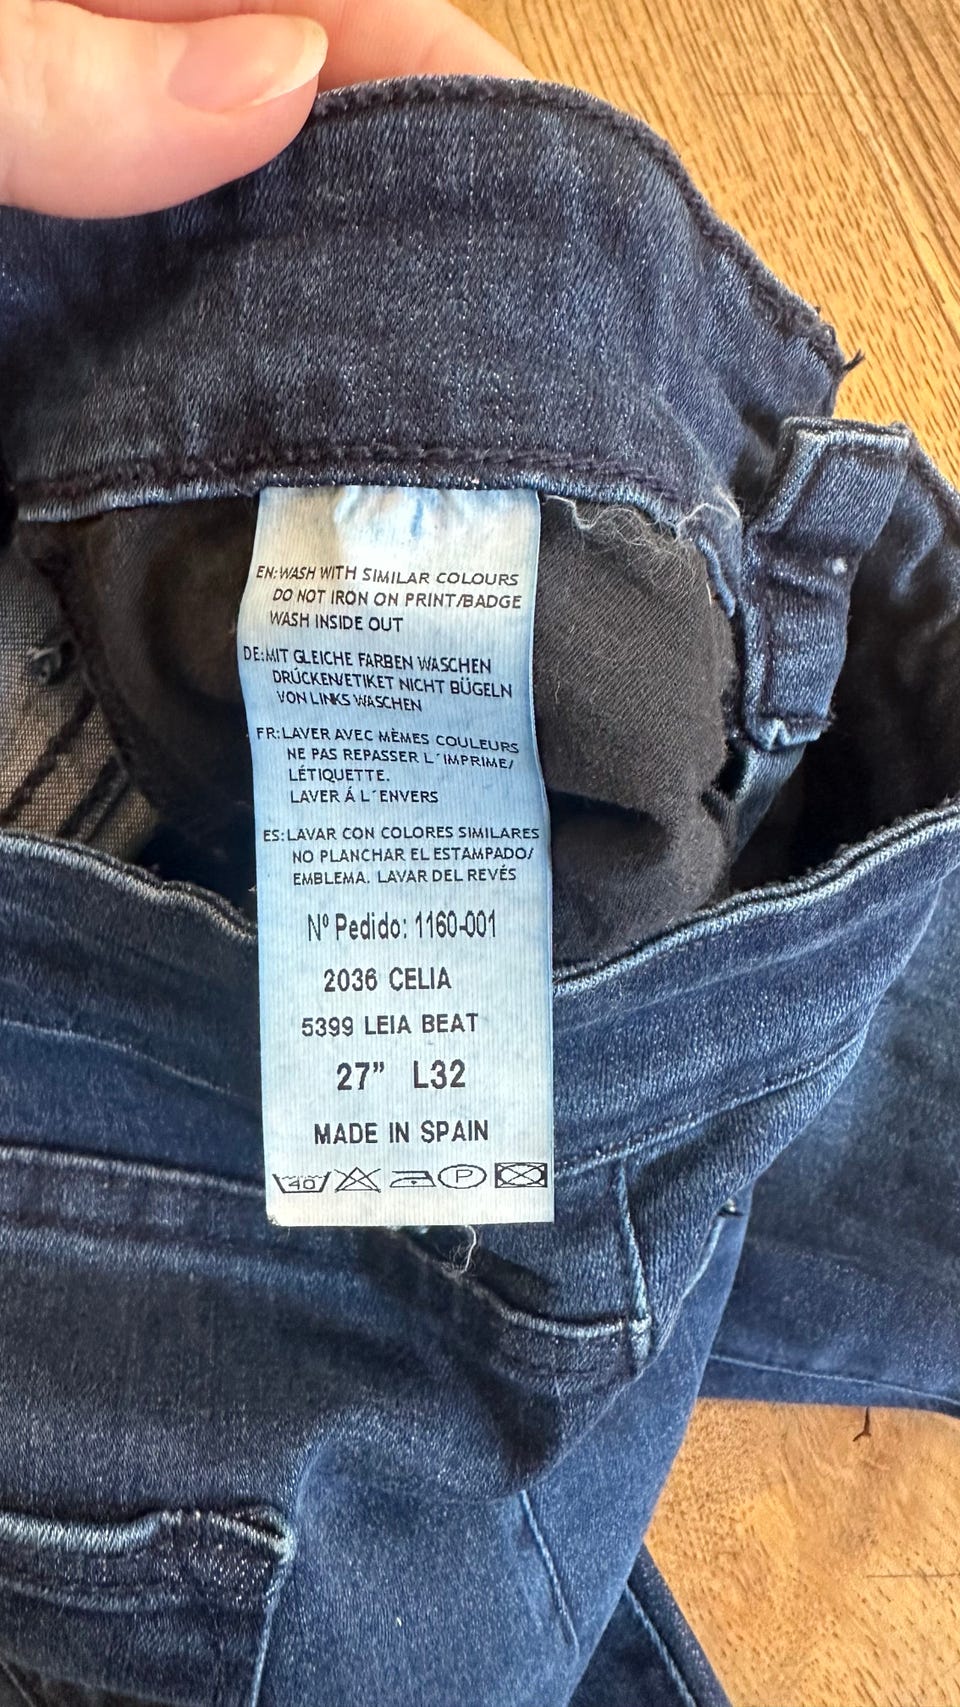 EN:WASH WITH SIMILAR COLOURS
DO NOT IRON ON PRINT/BADGE
WASH INSIDE OUT
DE:MIT GLEICHE FARBEN WASCHEN
DRÜCKEN/ETIKET NICHT BÜGELN
VON LINKS WASCHEN
FR:LAVER AVEC MÈMES COULEURS
NE PAS REPASSER L´IMPRIME/
LÉTIQUETTE.
LAVER Á L´ENVERS
ES:LAVAR CON COLORES SIMILARES
NO PLANCHAR EL ESTAMPADO/
EMBLEMA. LAVAR DEL REVÉS
Nº Pedido: 1160-001
2036 CELIA
5399 LEIA BEAT
27” L32
MADE IN SPAIN
40 P